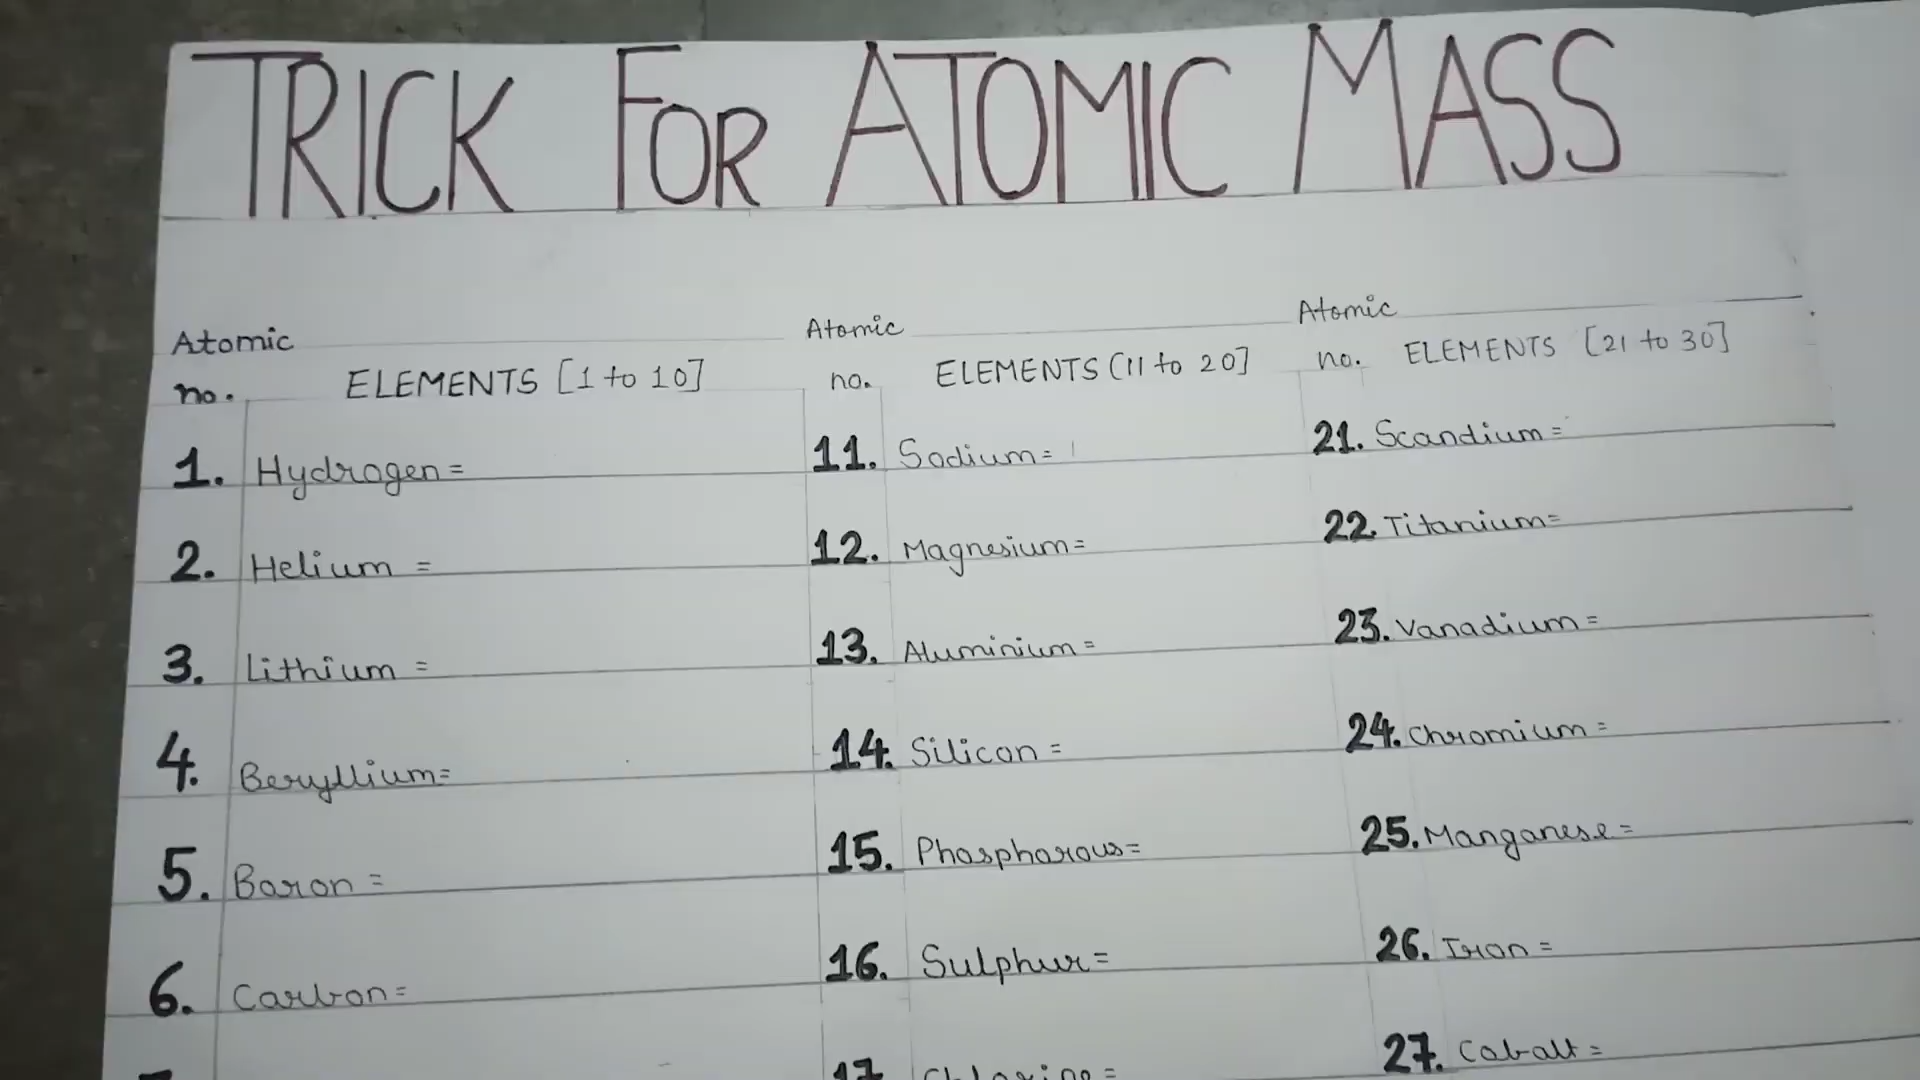 TRICK FOR ATOMIC MASS
Atomic
no. ELEMENTS [1 to 10]
1. Hydrogen=
2. Helium =
3. Lithium =
4. Beryllium=
5. Boron =
6. Carbon=
Atomic
no. ELEMENTS (11 to 20]
11. Sodium=
12. Magnesium=
13. Aluminium=
14. Silicon =
15. Phosphorous=
16. Sulphur=
17 Chlorine=
Atomic
no. ELEMENTS [21 to 30]
21. Scandium=
22. Titanium=
23. Vanadium=
24. Chromium=
25. Manganese=
26. Iron =
27. Cobalt=